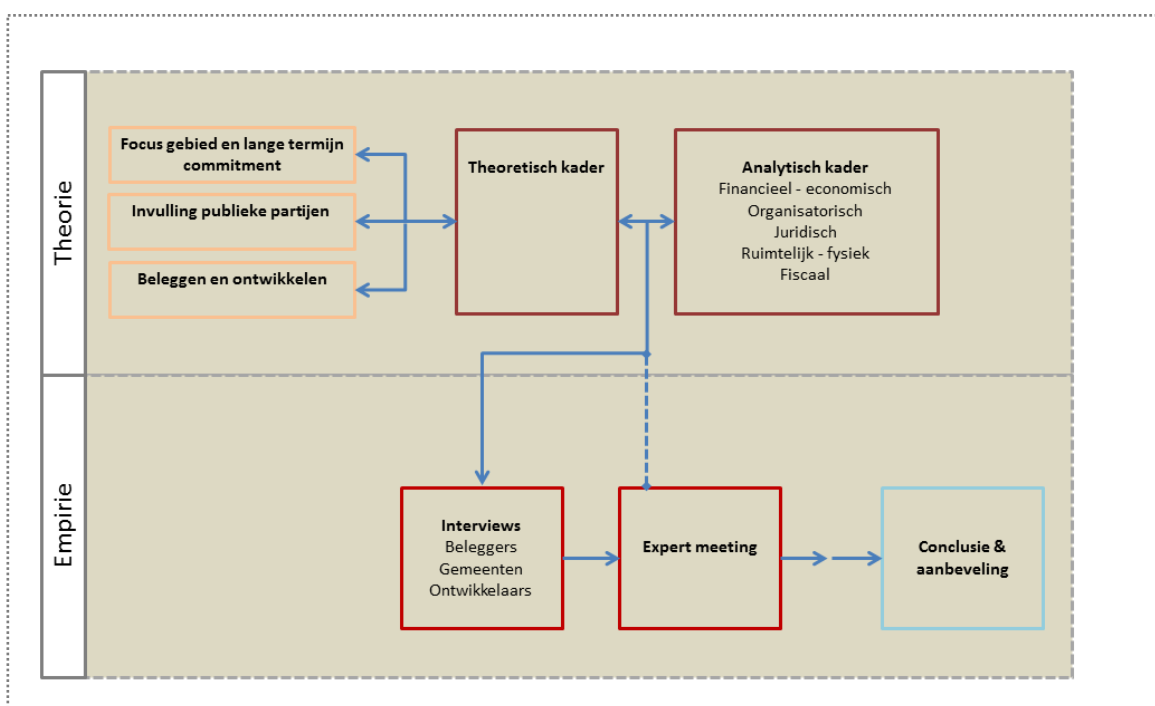 Theorie
Focus gebied en lange termijn
commitment
Invulling publieke partijen
Beleggen en ontwikkelen
Theoretisch kader
Analytisch kader
Financieel - economisch
Organisatorisch
Juridisch
Ruimtelijk - fysiek
Fiscaal
Empirie
Interviews
Beleggers
Gemeenten
Ontwikkelaars
Expert meeting
Conclusie &
aanbeveling